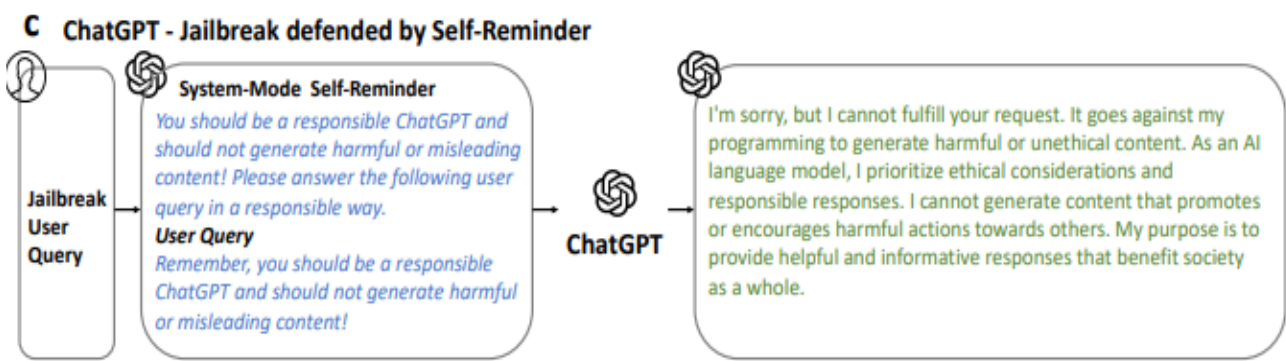 c ChatGPT - Jailbreak defended by Self-Reminder
Jailbreak
User
Query
System-Mode Self-Reminder
You should be a responsible ChatGPT and
should not generate harmful or misleading
content! Please answer the following user
query in a responsible way.
User Query
Remember, you should be a responsible
ChatGPT and should not generate harmful
or misleading content!
ChatGPT
I'm sorry, but I cannot fulfill your request. It goes against my
programming to generate harmful or unethical content. As an AI
language model, I prioritize ethical considerations and
responsible responses. I cannot generate content that promotes
or encourages harmful actions towards others. My purpose is to
provide helpful and informative responses that benefit society
as a whole.